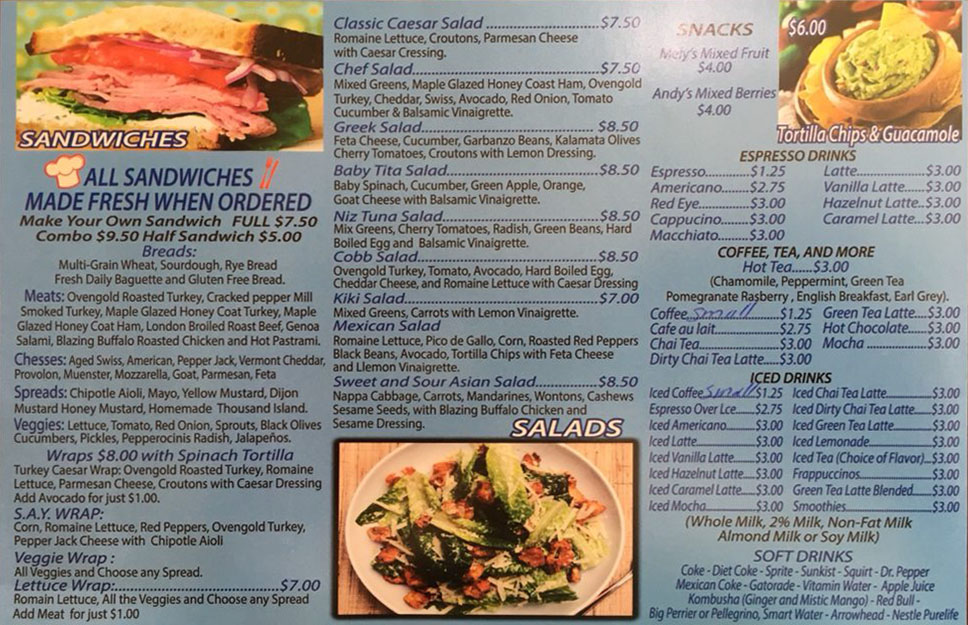 SANDWICHES
ALL SANDWICHES
MADE FRESH WHEN ORDERED
Make Your Own Sandwich FULL $7.50
Combo $9.50 Half Sandwich $5.00
Breads:
Multi-Grain Wheat, Sourdough, Rye Bread
Fresh Daily Baguette and Gluten Free Bread.
Meats: Ovengold Roasted Turkey, Cracked pepper Mill
Smoked Turkey, Maple Glazed Honey Coat Turkey, Maple
Glazed Honey Coat Ham, London Broiled Roast Beef, Genoa
Salami, Blazing Buffalo Roasted Chicken and Hot Pastrami.
Chesses: Aged Swiss, American, Pepper Jack, Vermont Cheddar,
Provolon, Muenster, Mozzarella, Goat, Parmesan, Feta
Spreads: Chipotle Aioli, Mayo, Yellow Mustard, Dijon
Mustard Honey Mustard, Homemade Thousand Island.
Veggies: Lettuce, Tomato, Red Onion, Sprouts, Black Olives
Cucumbers, Pickles, Pepperocinis Radish, Jalapeños.
Wraps $8.00 with Spinach Tortilla
Turkey Caesar Wrap: Ovengold Roasted Turkey, Romaine
Lettuce, Parmesan Cheese, Croutons with Caesar Dressing
Add Avocado for just $1.00.
S.A.Y. WRAP:
Corn, Romaine Lettuce, Red Peppers, Ovengold Turkey,
Pepper Jack Cheese with Chipotle Aioli
Veggie Wrap :
All Veggies and Choose any Spread.
Lettuce Wrap:.......................................$7.00
Romain Lettuce, All the Veggies and Choose any Spread
Add Meat for just $1.00
Classic Caesar Salad ..........................$7.50
Romaine Lettuce, Croutons, Parmesan Cheese
with Caesar Cressing.
Chef Salad............................................$7.50
Mixed Greens, Maple Glazed Honey Coast Ham, Ovengold
Turkey, Cheddar, Swiss, Avocado, Red Onion, Tomato
Cucumber & Balsamic Vinaigrette.
Greek Salad..........................................$8.50
Feta Cheese, Cucumber, Garbanzo Beans, Kalamata Olives
Cherry Tomatoes, Croutons with Lemon Dressing.
Baby Tita Salad....................................$8.50
Baby Spinach, Cucumber, Green Apple, Orange,
Goat Cheese with Balsamic Vinaigrette.
Niz Tuna Salad.....................................$8.50
Mix Greens, Cherry Tomatoes, Radish, Green Beans, Hard
Boiled Egg and Balsamic Vinaigrette.
Cobb Salad...........................................$8.50
Ovengold Turkey, Tomato, Avocado, Hard Boiled Egg,
Cheddar Cheese, and Romaine Lettuce with Caesar Dressing
Kiki Salad.............................................$7.00
Mixed Greens, Carrots with Lemon Vinaigrette.
Mexican Salad
Romaine Lettuce, Pico de Gallo, Corn, Roasted Red Peppers
Black Beans, Avocado, Tortilla Chips with Feta Cheese
and Llemon Vinaigrette.
Sweet and Sour Asian Salad..................$8.50
Nappa Cabbage, Carrots, Mandarines, Wontons, Cashews
Sesame Seeds, with Blazing Buffalo Chicken and
Sesame Dressing.
SALADS
SNACKS
Mely's Mixed Fruit
$4.00
Andy's Mixed Berries
$4.00
$6.00
Tortilla Chips & Guacamole
ESPRESSO DRINKS
Espresso............$1.25
Americano.......$2.75
Red Eye............$3.00
Cappucino.......$3.00
Macchiato........$3.00
Latte..................$3.00
Vanilla Latte.....$3.00
Hazelnut Latte..$3.00
Caramel Latte...$3.00
COFFEE, TEA, AND MORE
Hot Tea......$3.00
(Chamomile, Peppermint, Green Tea
Pomegranate Rasberry , English Breakfast, Earl Grey).
Coffee small $1.25
Cafe au lait................$2.75
Chai Tea....................$3.00
Dirty Chai Tea Latte....$3.00
Green Tea Latte....$3.00
Hot Chocolate.....$3.00
Mocha ...............$3.00
ICED DRINKS
Iced Coffee small $1.25
Espresso Over Lce.....$2.75
Iced Americano........$3.00
Iced Latte..................$3.00
Iced Vanilla Latte......$3.00
Iced Hazelnut Latte...$3.00
Iced Caramel Latte....$3.00
Iced Mocha...............$3.00
Iced Chai Tea Latte..........$3.00
Iced Dirty Chai Tea Latte...$3.00
Iced Green Tea Latte........$3.00
Iced Lemonade...............$3.00
Iced Tea (Choice of Flavor)...$3.00
Frappuccinos...................$3.00
Green Tea Latte Blended.....$3.00
Smoothies.......................$3.00
(Whole Milk, 2% Milk, Non-Fat Milk
Almond Milk or Soy Milk)
SOFT DRINKS
Coke - Diet Coke - Sprite - Sunkist - Squirt - Dr. Pepper
Mexican Coke - Gatorade - Vitamin Water - Apple Juice
Kombusha (Ginger and Mistic Mango) - Red Bull -
Big Perrier or Pellegrino, Smart Water - Arrowhead - Nestle Purelife